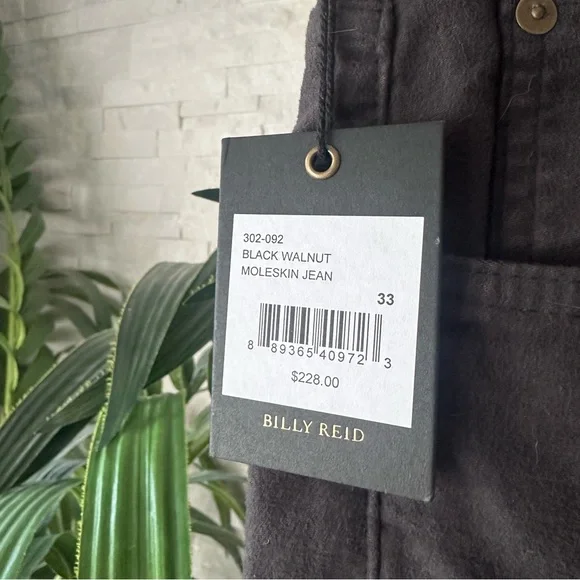 302-092
BLACK WALNUT
MOLESKIN JEAN
33
8 89365 40972 3
$228.00
BILLY REID